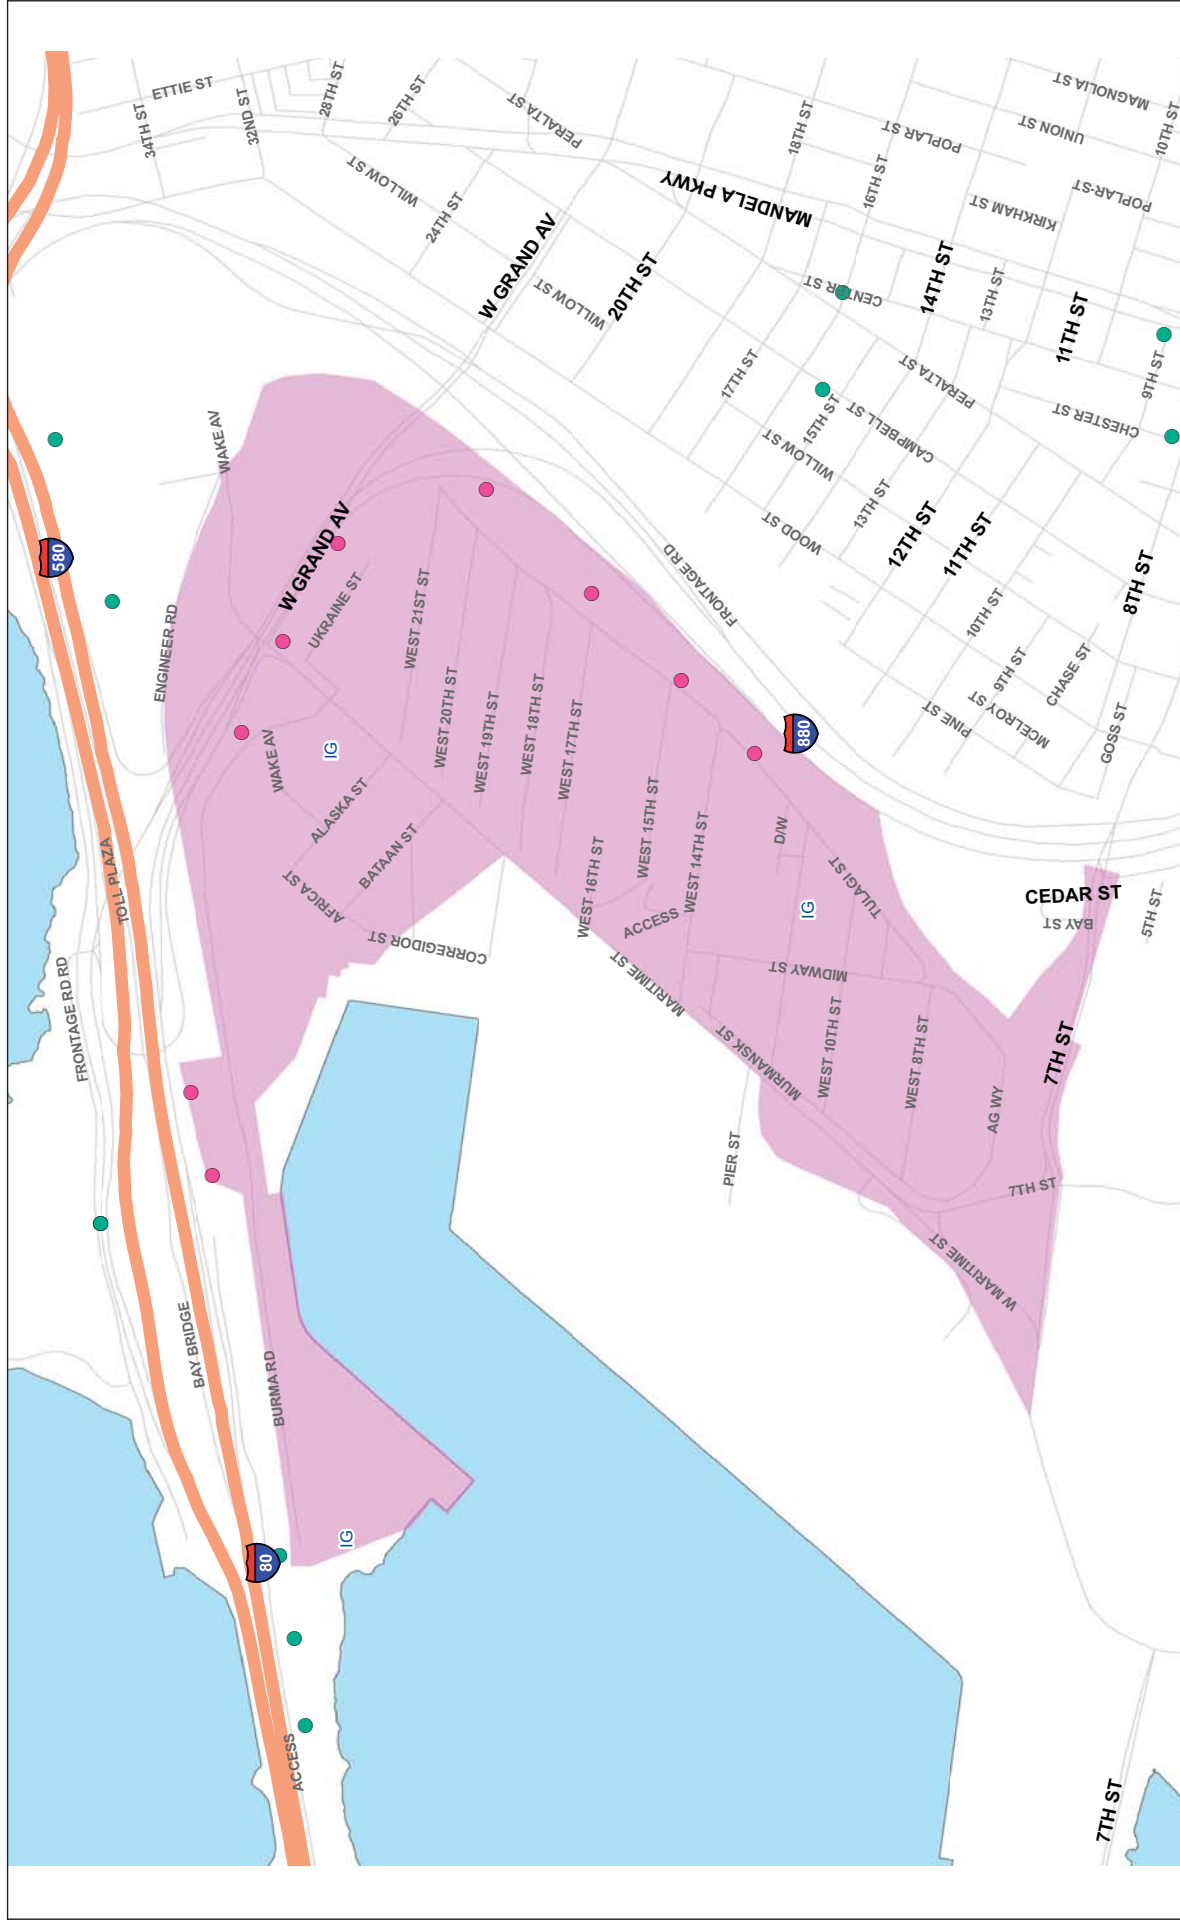 ETTIE ST
34TH ST
32ND ST
28TH ST
26TH ST
PERALTA ST
18TH ST
POPLAR ST
UNION ST
MAGNOLIA ST
10TH ST
WILLOW ST
24TH ST
MANDELA PKWY
16TH ST
KIRKHAM ST
POPLAR ST
W GRAND AV
WILLOW ST
20TH ST
CENTER ST
14TH ST
13TH ST
11TH ST
17TH ST
15TH ST
PERALTA ST
9TH ST
CHESTER ST
CAMPBELL ST
WILLOW ST
WAKE AV
13TH ST
WOOD ST
12TH ST
11TH ST
580
W GRAND AV
FRONTAGE RD
8TH ST
UKRAINE ST
WEST 21ST ST
10TH ST
ENGINEER RD
9TH ST
CHASE ST
MCELROY ST
PINE ST
WEST 20TH ST
WEST 19TH ST
WEST 18TH ST
WEST 17TH ST
880
GOSS ST
WAKE AV
IG
ALASKA ST
WEST 15TH ST
D/W
BATAAN ST
WEST 14TH ST
TOLL PLAZA
AFRICA ST
WEST 16TH ST
TULAGI ST
CEDAR ST
IG
ACCESS
BAY ST
5TH ST
CORREGIDOR ST
MIDWAY ST
MARITIME ST
FRONTAGE RD RD
WEST 10TH ST
7TH ST
MURMANSK ST
WEST 8TH ST
AG WY
PIER ST
7TH ST
W MARITIME ST
BAY BRIDGE
BURMA RD
IG
80
ACCESS
7TH ST